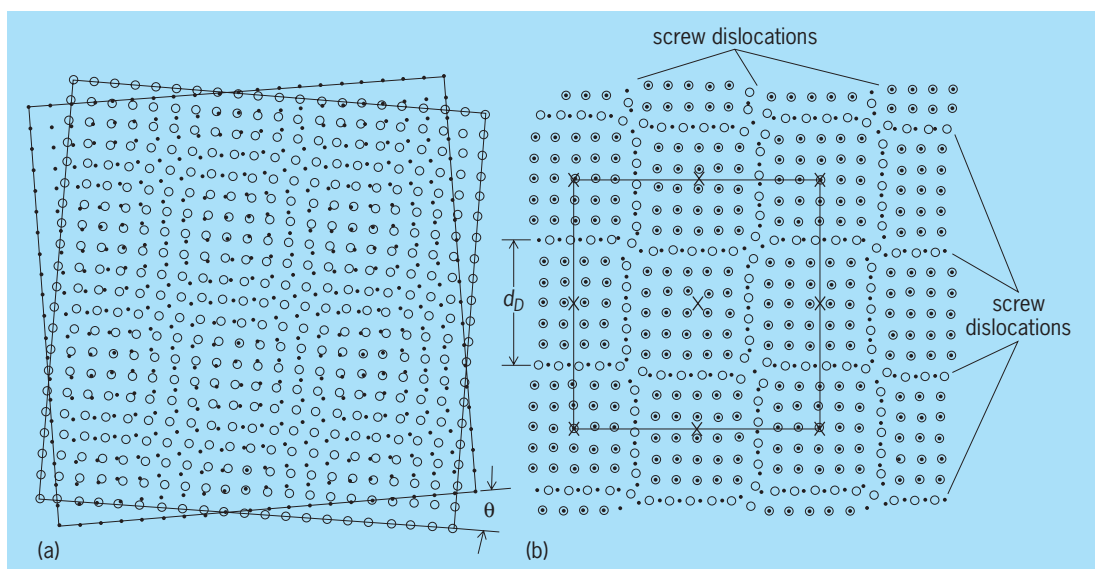 screw dislocations
d_D
screw
dislocations
θ
(a)
(b)